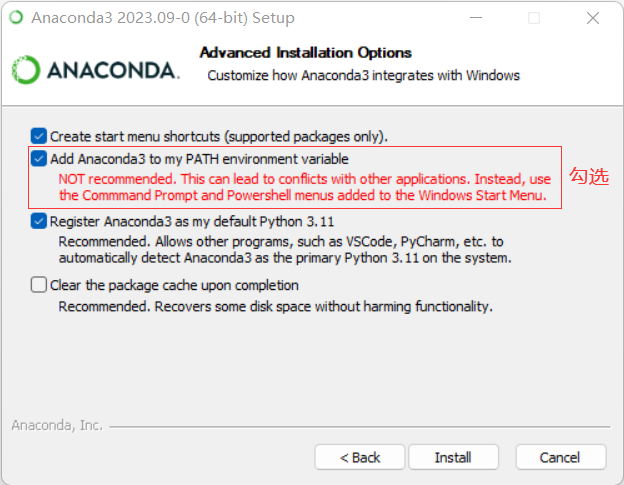 Anaconda3 2023.09-0 (64-bit) Setup
Advanced Installation Options
Customize how Anaconda3 integrates with Windows
ANACONDA.
Create start menu shortcuts (supported packages only).
Add Anaconda3 to my PATH environment variable
NOT recommended. This can lead to conflicts with other applications. Instead, use
the Commmand Prompt and Powershell menus added to the Windows Start Menu.
勾选
Register Anaconda3 as my default Python 3.11
Recommended. Allows other programs, such as VSCode, PyCharm, etc. to
automatically detect Anaconda3 as the primary Python 3.11 on the system.
Clear the package cache upon completion
Recommended. Recovers some disk space without harming functionality.
Anaconda, Inc.
< Back
Install
Cancel